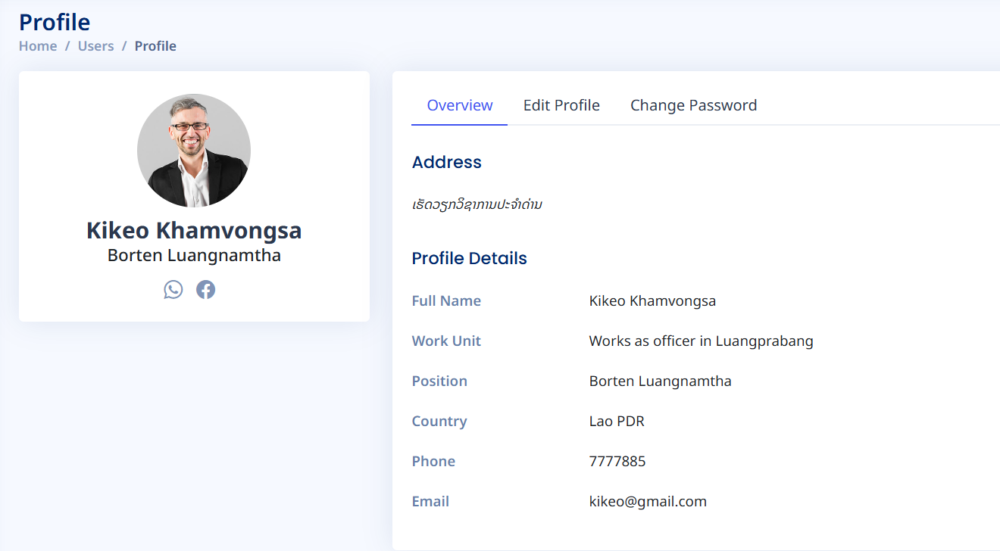 Profile
Home / Users / Profile
Kikeo Khamvongsa
Borten Luangnamtha
Overview Edit Profile Change Password
Address
ເຮັດວຽກວິຊາການປະຈຳດ່ານ
Profile Details
Full Name Kikeo Khamvongsa
Work Unit Works as officer in Luangprabang
Position Borten Luangnamtha
Country Lao PDR
Phone 7777885
Email kikeo@gmail.com